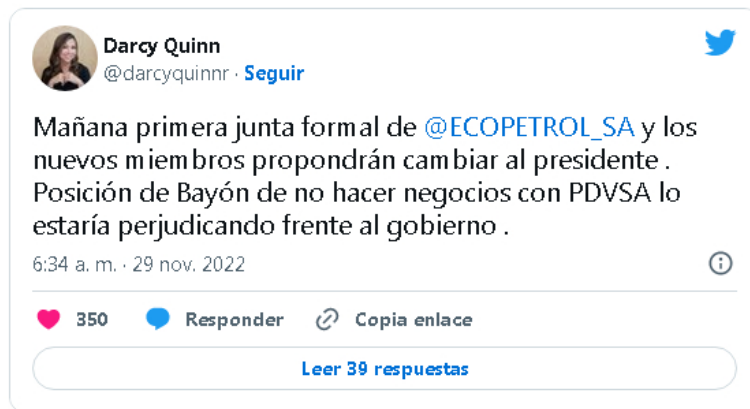 Darcy Quinn
@darcyquinnr · Seguir
Mañana primera junta formal de @ECOPETROL_SA y los
nuevos miembros propondrán cambiar al presidente .
Posición de Bayón de no hacer negocios con PDVSA lo
estaría perjudicando frente al gobierno .
6:34 a. m. · 29 nov. 2022
350 Responder Copia enlace
Leer 39 respuestas